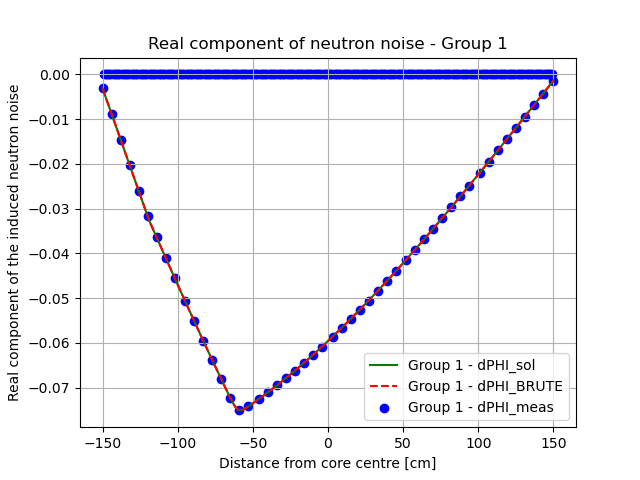 Real component of neutron noise - Group 1
Real component of the induced neutron noise
0.00
−0.01
−0.02
−0.03
−0.04
−0.05
−0.06
−0.07
Group 1 - dPHI_sol
Group 1 - dPHI_BRUTE
Group 1 - dPHI_meas
−150
−100
−50
0
50
100
150
Distance from core centre [cm]